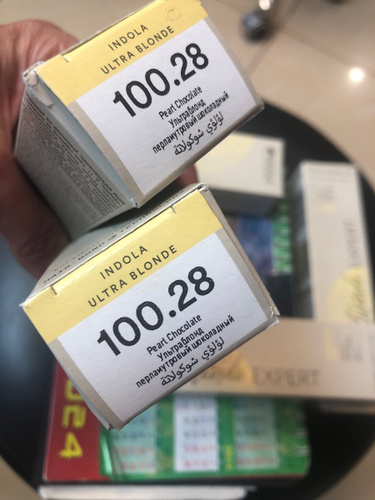 INDOLA
ULTRA BLONDE
100.28
Pearl Chocolate
Ультраблонд
перламутровый шоколадный
لؤلؤي شوكولاتة
INDOLA
ULTRA BLONDE
100.28
Pearl Chocolate
Ультраблонд
перламутровый шоколадный
لؤلؤي شوكولاتة
EXPERT
EXPERT